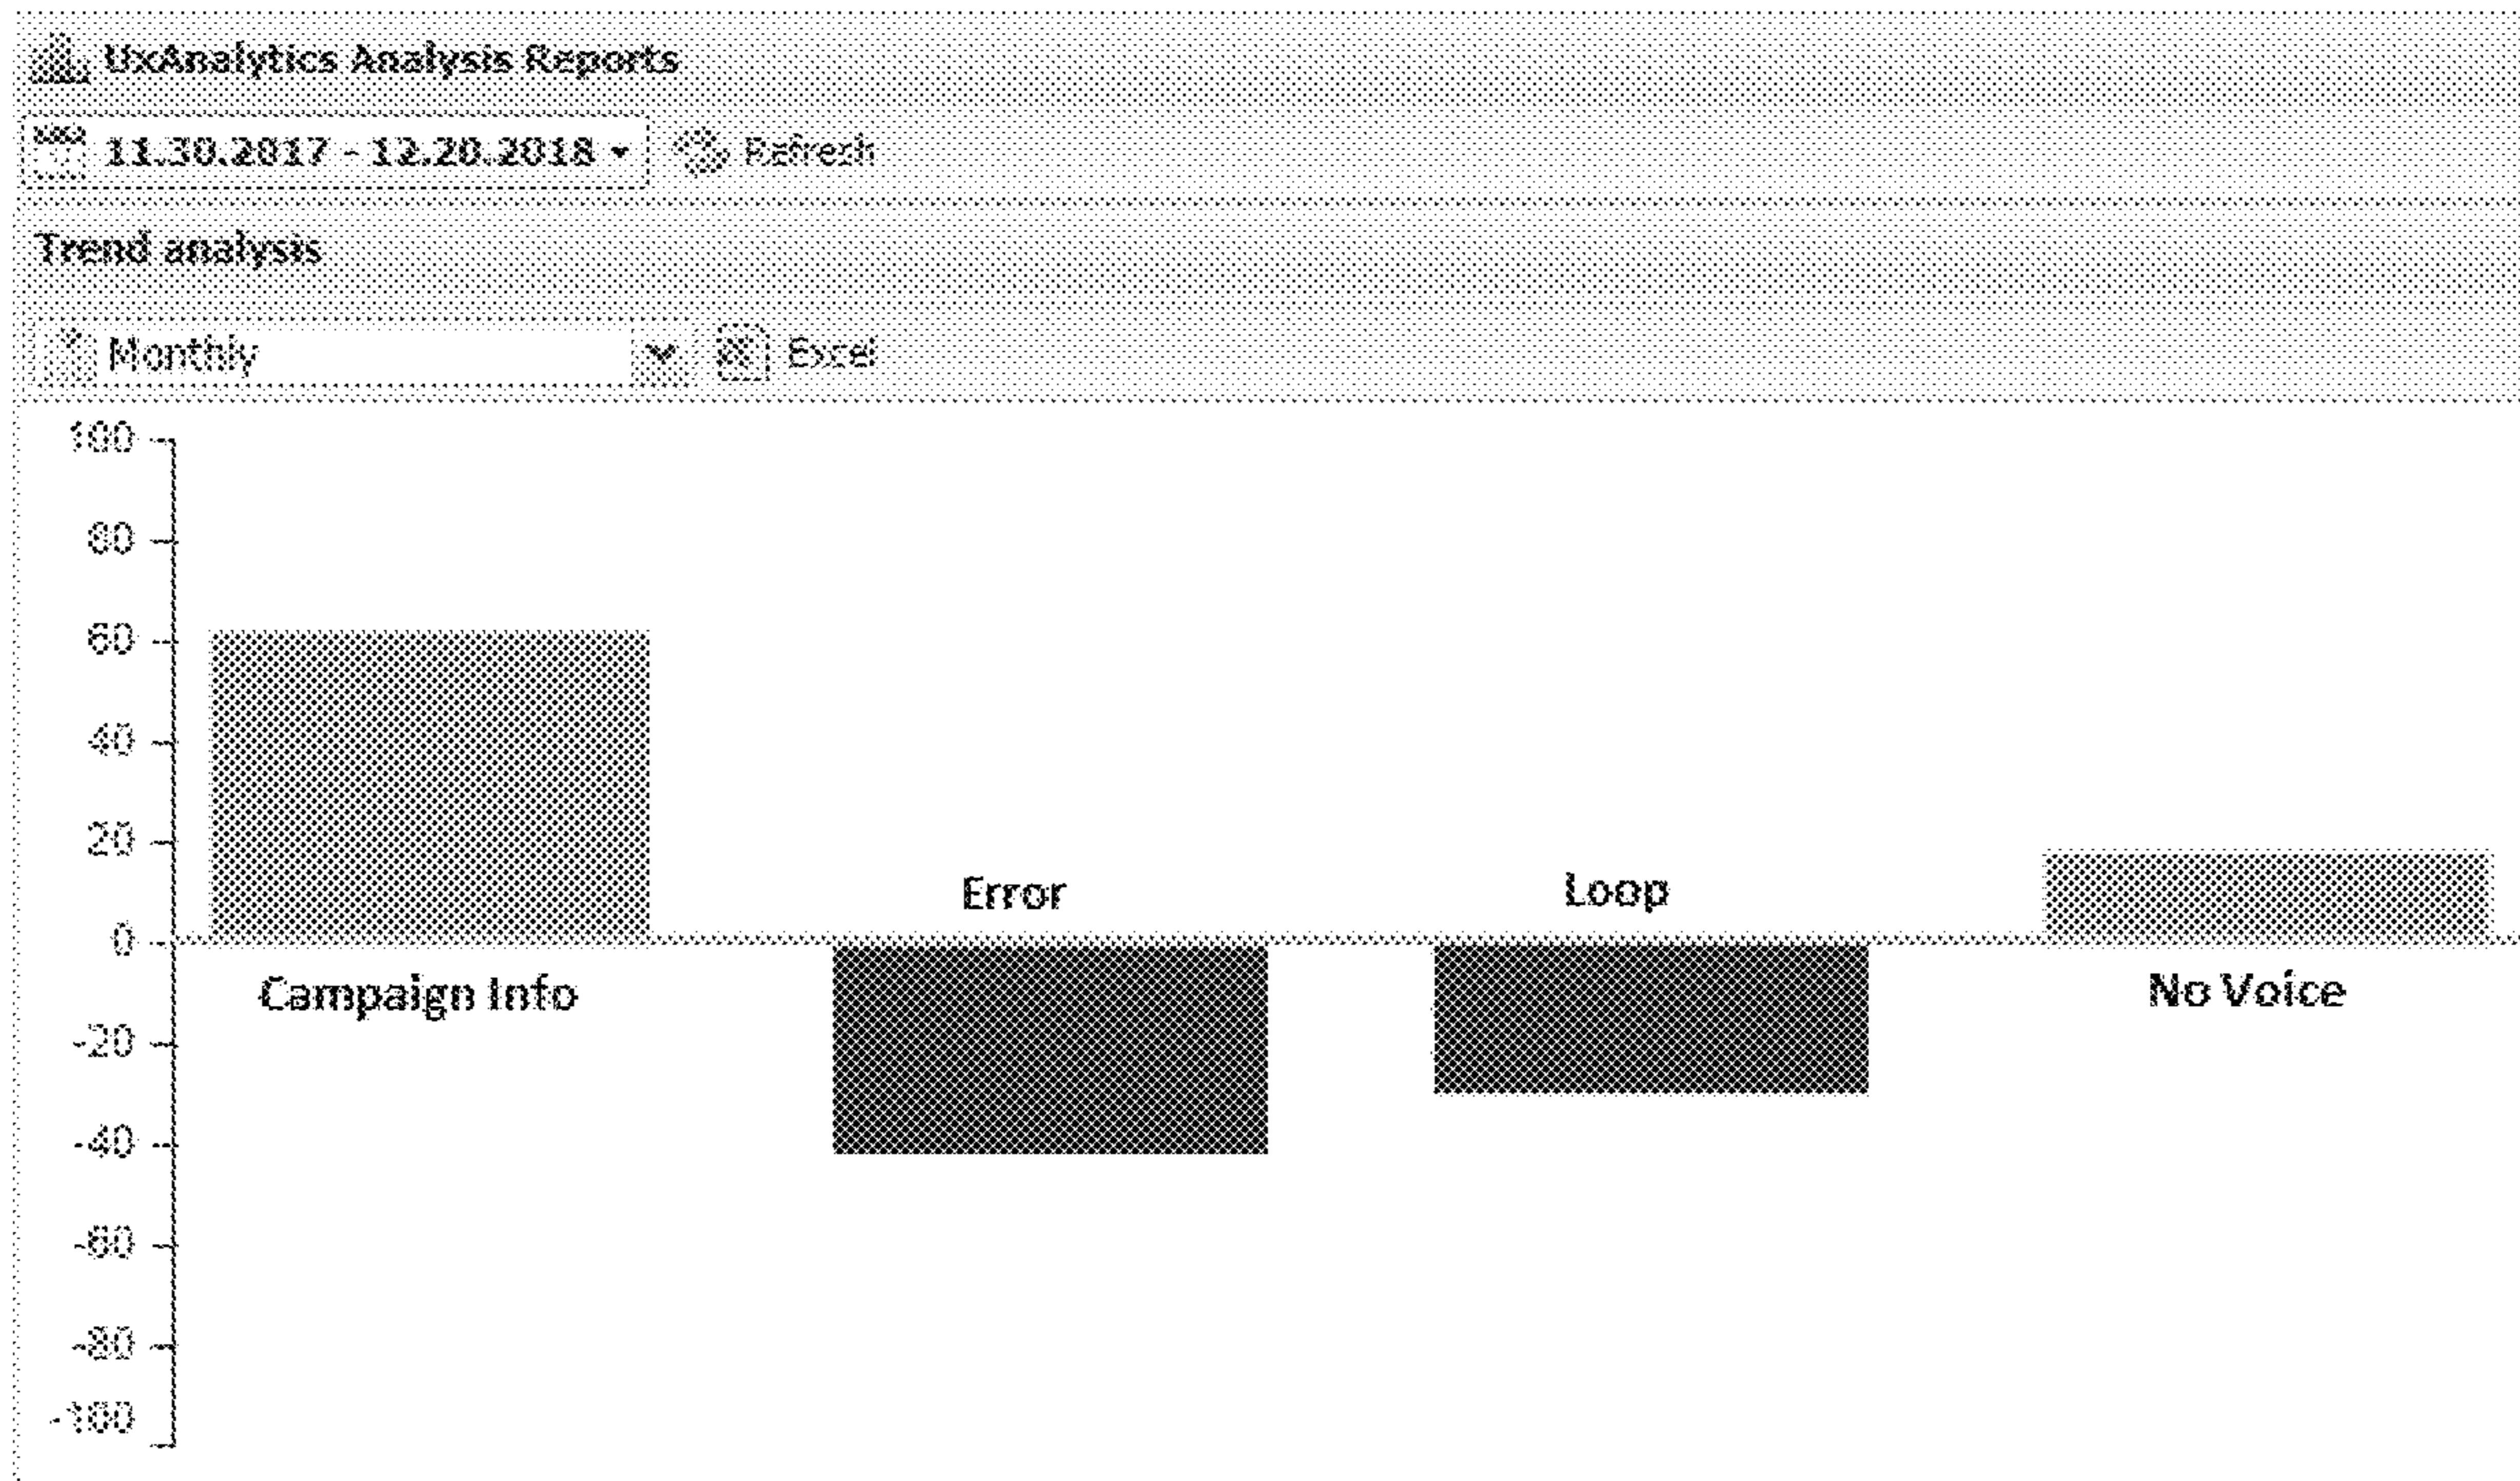 UxAnalytics Analysis Reports
11.30.2017 - 12.20.2018 Refresh
Trend analysis
Monthly Excel
100
80
60
40
20
Error Loop
0
Campaign Info No Voice
-20
-40
-60
-80
-100